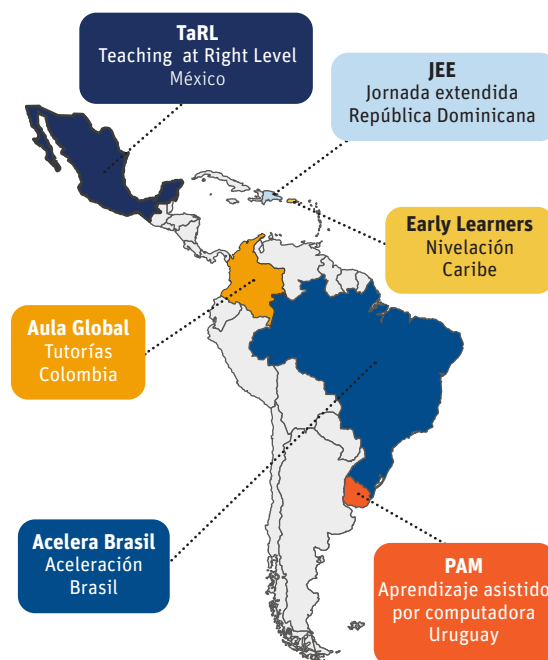 TaRL
Teaching at Right Level
México
JEE
Jornada extendida
República Dominicana
Early Learners
Nivelación
Caribe
Aula Global
Tutorías
Colombia
Acelera Brasil
Aceleración
Brasil
PAM
Aprendizaje asistido
por computadora
Uruguay